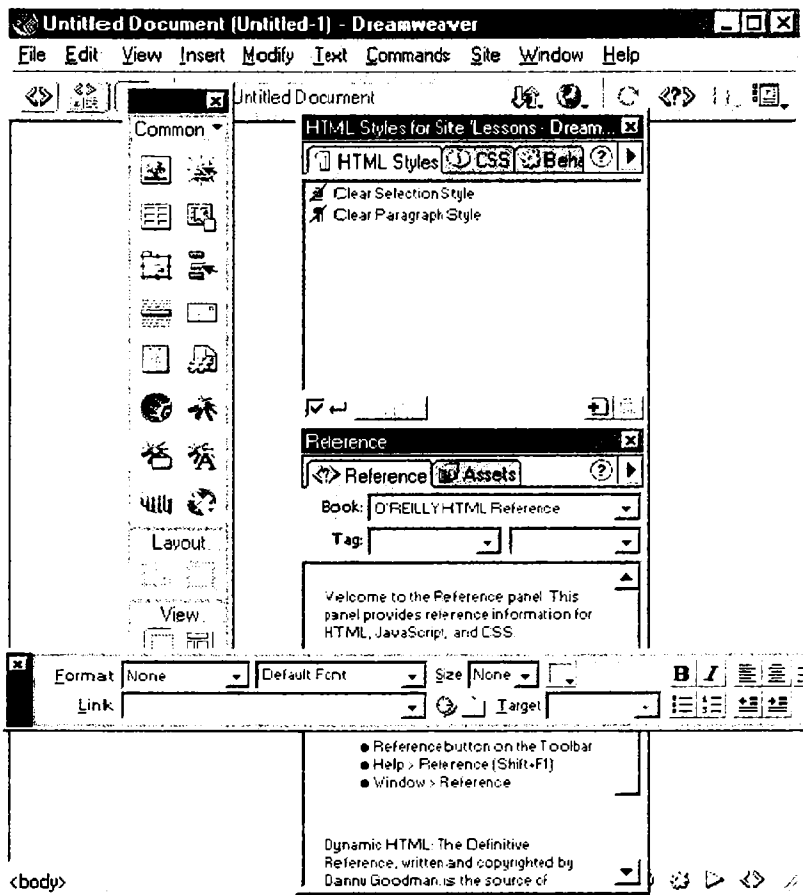 Untitled Document (Untitled-1) - Dreamweaver
File Edit View Insert Modify Text Commands Site Window Help
Untitled Document
Common
HTML Styles for Site 'Lessons - Dream...
HTML Styles CSS Beha
Clear Selection Style
Clear Paragraph Style
Reference
Reference Assets
Book: O'REILLY HTML Reference
Tag:
Layout
View
Welcome to the Reference panel. This
panel provides reference information for
HTML, JavaScript, and CSS.
Format None Default Font Size None B I
Link Target
Reference button on the Toolbar
Help > Reference (Shift+F1)
Window > Reference
Dynamic HTML: The Definitive
Reference, written and copyrighted by
Danny Goodman, is the source of
<body>